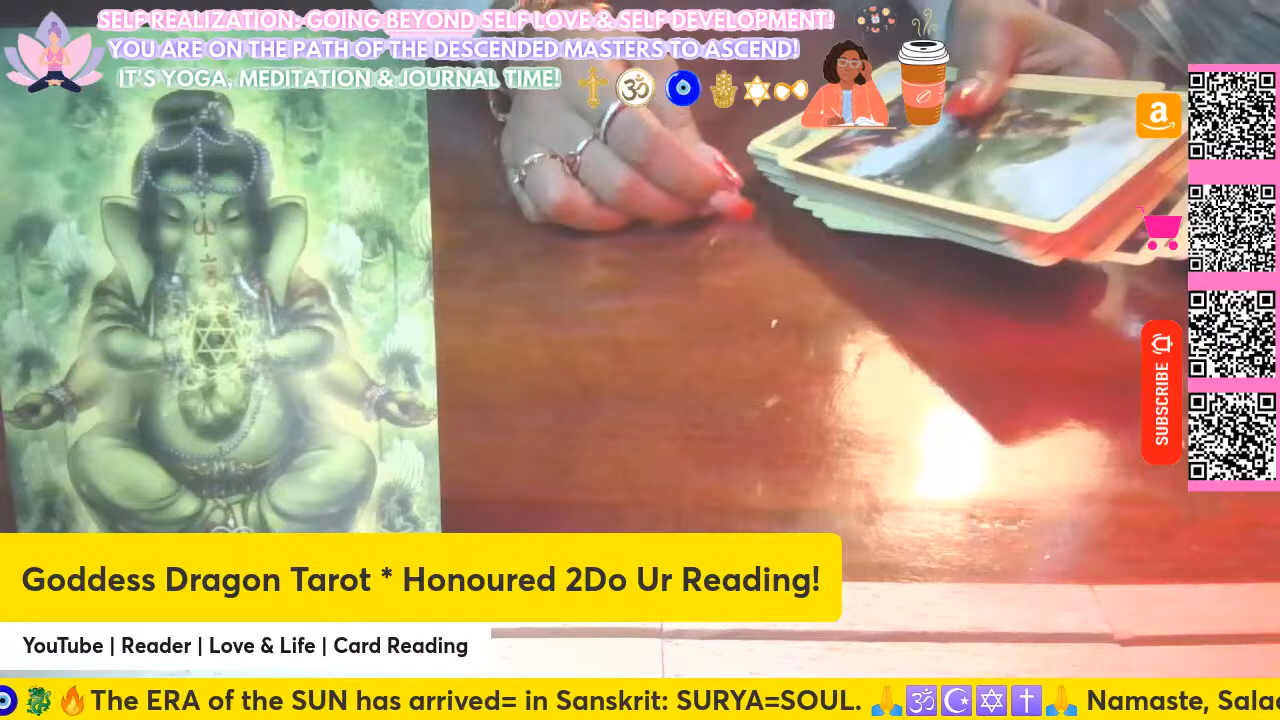 SELF REALIZATION: GOING BEYOND SELF LOVE & SELF DEVELOPMENT!
YOU ARE ON THE PATH OF THE DESCENDED MASTERS TO ASCEND!
IT'S YOGA, MEDITATION & JOURNAL TIME!
ॐ
a
SUBSCRIBE
Goddess Dragon Tarot * Honoured 2Do Ur Reading!
YouTube | Reader | Love & Life | Card Reading
The ERA of the SUN has arrived= in Sanskrit: SURYA=SOUL. 🙏🕉☪✡✝🙏 Namaste,